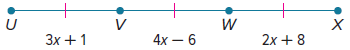 U V W X
3x + 1 4x − 6 2x + 8